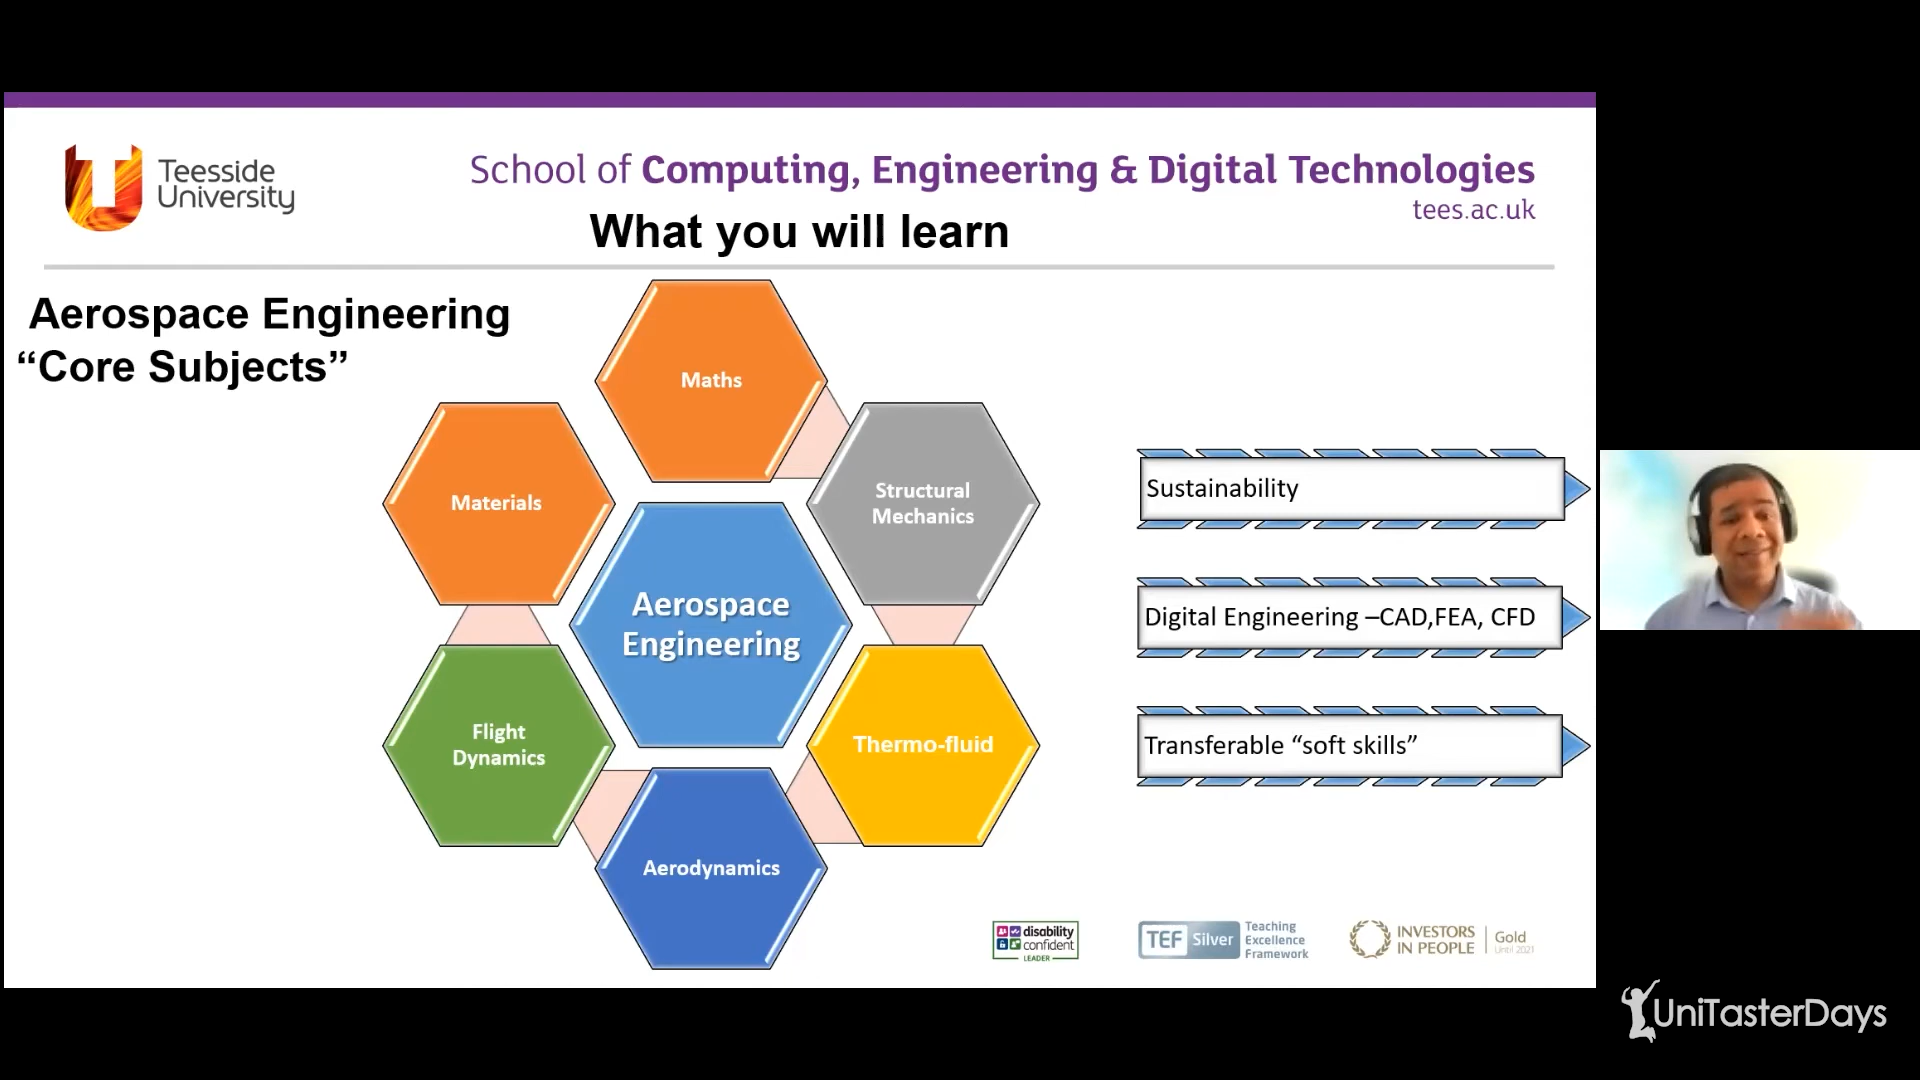 Teesside
University
School of Computing, Engineering & Digital Technologies
tees.ac.uk
What you will learn
Aerospace Engineering
“Core Subjects”
Maths
Materials
Structural
Mechanics
Aerospace
Engineering
Flight
Dynamics
Thermo-fluid
Aerodynamics
Sustainability
Digital Engineering –CAD,FEA, CFD
Transferable “soft skills”
disability
confident
LEADER
TEF Silver
Teaching
Excellence
Framework
INVESTORS
IN PEOPLE
Gold
Until 2021
UniTasterDays